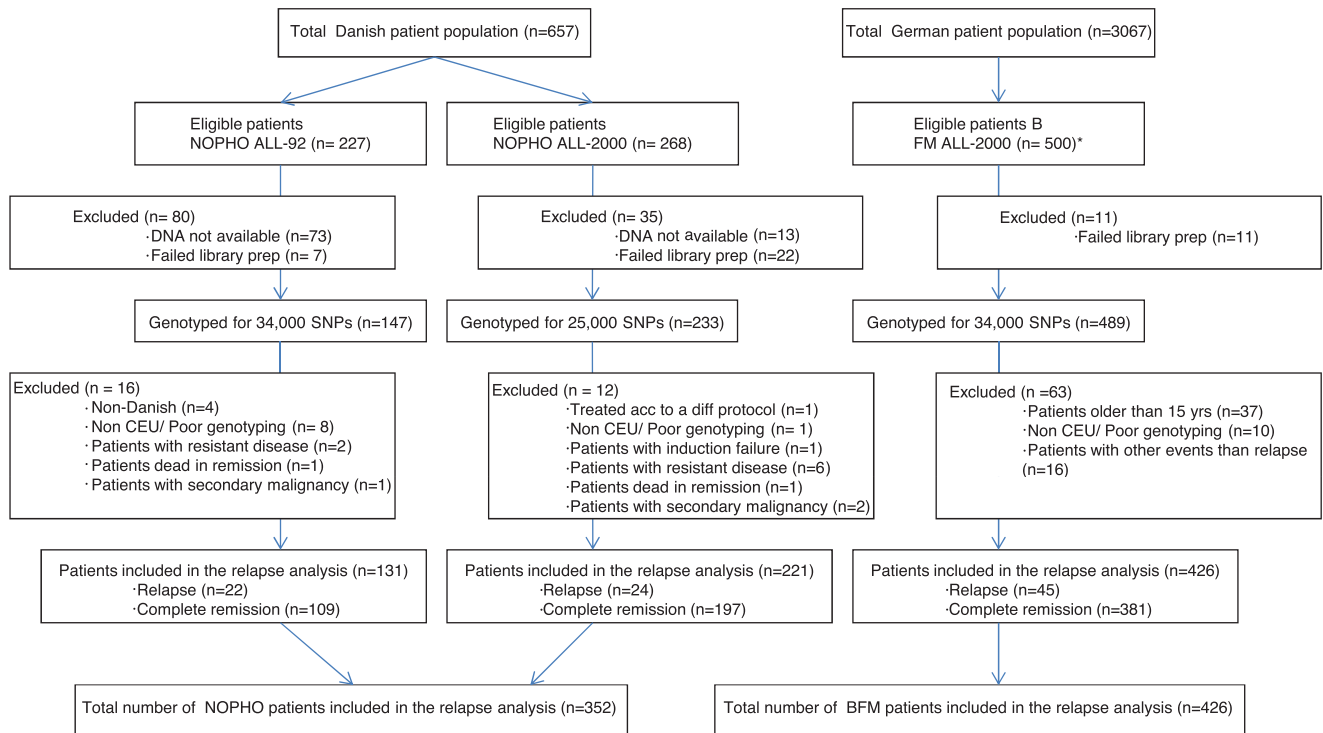 Total Danish patient population (n=657)
Total German patient population (n=3067)
Eligible patients
NOPHO ALL-92 (n= 227)
Eligible patients
NOPHO ALL-2000 (n= 268)
Eligible patients B
FM ALL-2000 (n= 500)*
Excluded (n= 80)
·DNA not available (n=73)
·Failed library prep (n= 7)
Excluded (n= 35)
·DNA not available (n=13)
·Failed library prep (n=22)
Excluded (n=11)
·Failed library prep (n=11)
Genotyped for 34,000 SNPs (n=147)
Genotyped for 25,000 SNPs (n=233)
Genotyped for 34,000 SNPs (n=489)
Excluded (n = 16)
·Non-Danish (n=4)
·Non CEU/ Poor genotyping (n= 8)
·Patients with resistant disease (n=2)
·Patients dead in remission (n=1)
·Patients with secondary malignancy (n=1)
Excluded (n = 12)
·Treated acc to a diff protocol (n=1)
·Non CEU/ Poor genotyping (n= 1)
·Patients with induction failure (n=1)
·Patients with resistant disease (n=6)
·Patients dead in remission (n=1)
·Patients with secondary malignancy (n=2)
Excluded (n =63)
·Patients older than 15 yrs (n=37)
·Non CEU/ Poor genotyping (n=10)
·Patients with other events than relapse
(n=16)
Patients included in the relapse analysis (n=131)
·Relapse (n=22)
·Complete remission (n=109)
Patients included in the relapse analysis (n=221)
·Relapse (n=24)
·Complete remission (n=197)
Patients included in the relapse analysis (n=426)
·Relapse (n=45)
·Complete remission (n=381)
Total number of NOPHO patients included in the relapse analysis (n=352)
Total number of BFM patients included in the relapse analysis (n=426)